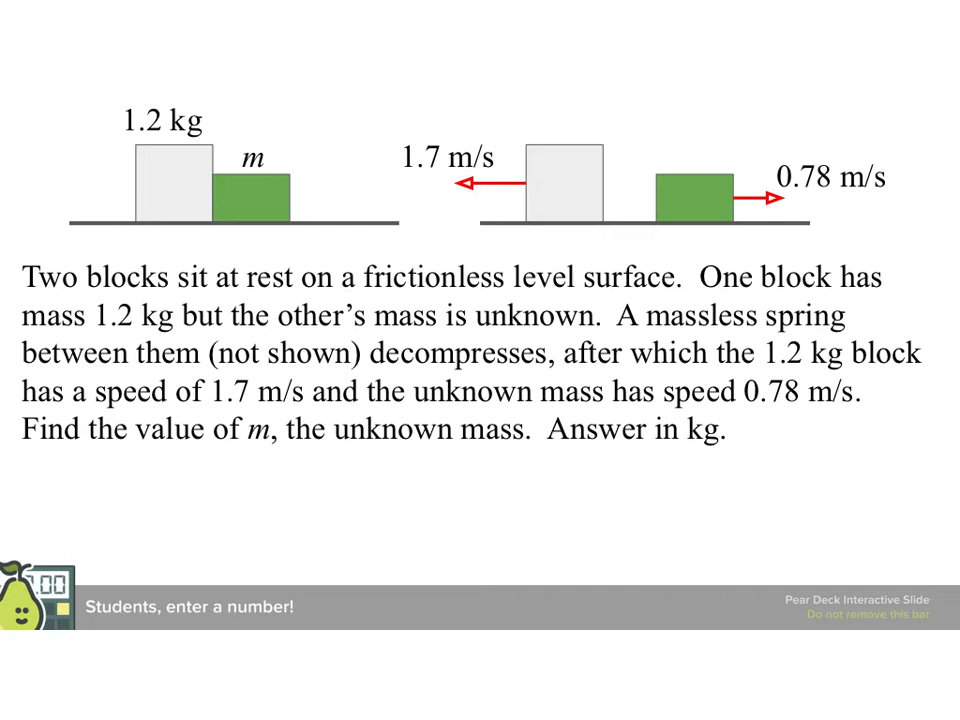 1.2 kg
m
1.7 m/s
0.78 m/s
Two blocks sit at rest on a frictionless level surface.  One block has
mass 1.2 kg but the other’s mass is unknown.  A massless spring
between them (not shown) decompresses, after which the 1.2 kg block
has a speed of 1.7 m/s and the unknown mass has speed 0.78 m/s.
Find the value of m, the unknown mass.  Answer in kg.
.00
Students, enter a number!
Pear Deck Interactive Slide
Do not remove this bar